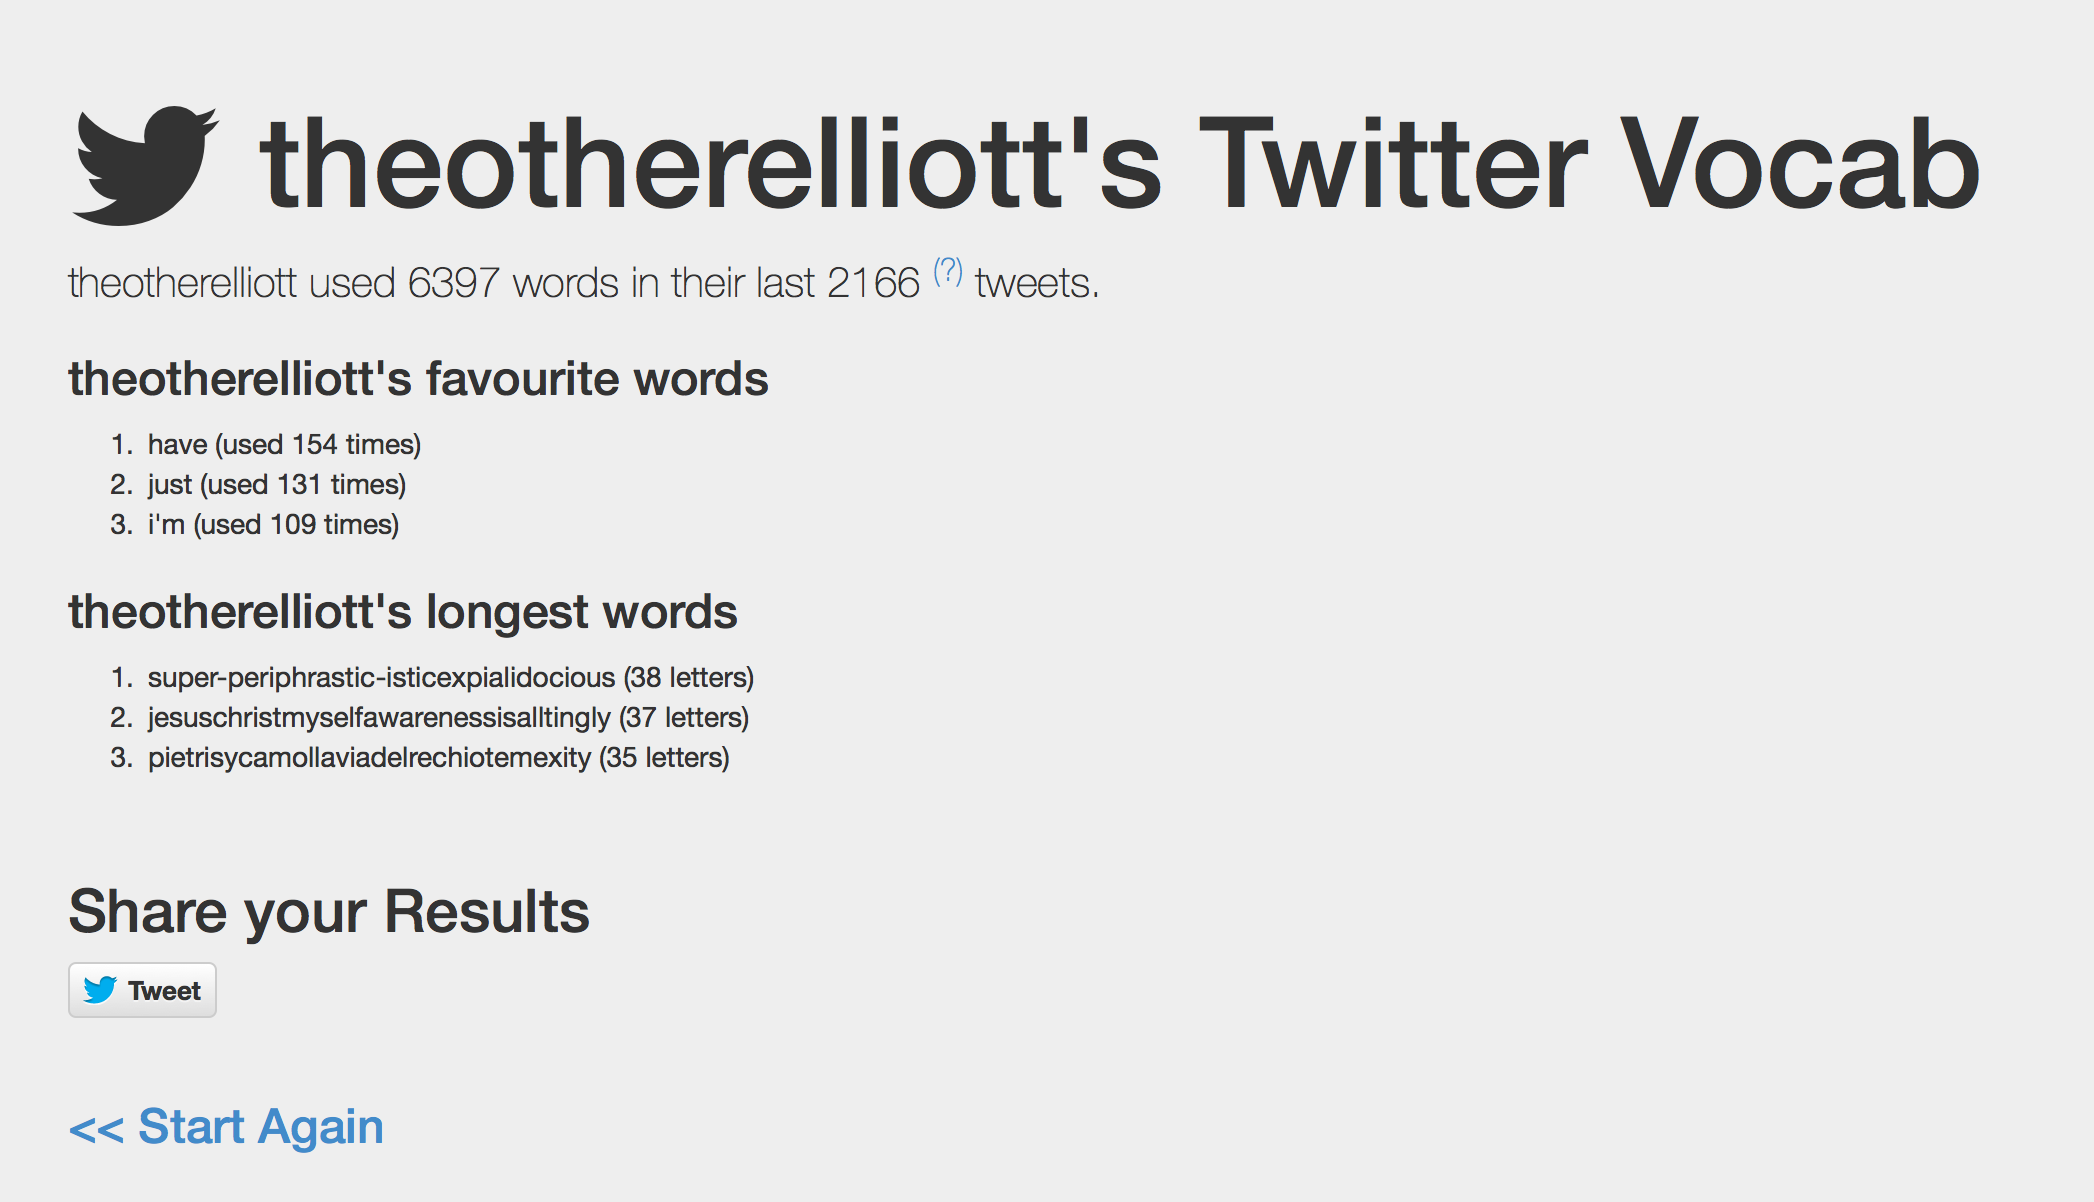 theotherelliott's Twitter Vocab
theotherelliott used 6397 words in their last 2166 (?) tweets.
theotherelliott's favourite words
1. have (used 154 times)
2. just (used 131 times)
3. i'm (used 109 times)
theotherelliott's longest words
1. super-periphrastic-isticexpialidocious (38 letters)
2. jesuschristmyselfawarenessisalltingly (37 letters)
3. pietrisycamollaviadelrechiotemexity (35 letters)
Share your Results
Tweet
<< Start Again